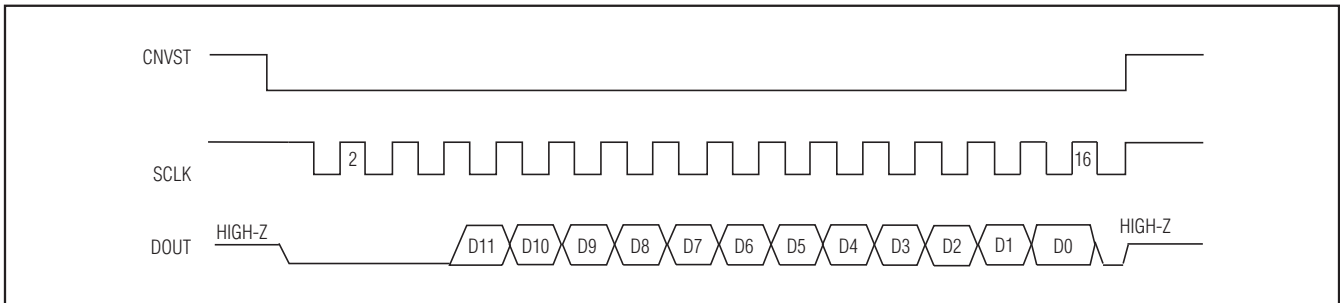 CNVST
SCLK
2
16
DOUT
HIGH-Z
D11
D10
D9
D8
D7
D6
D5
D4
D3
D2
D1
D0
HIGH-Z